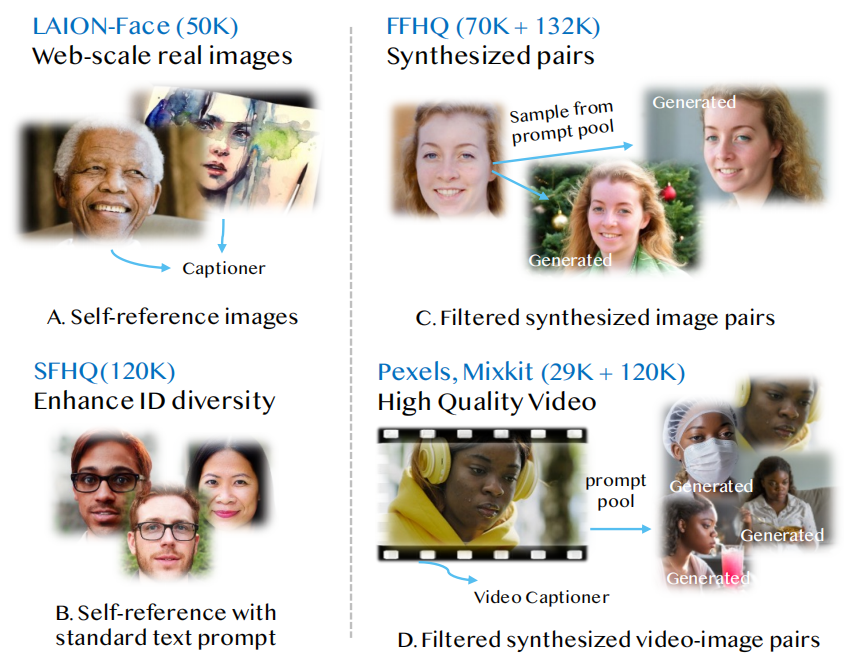 LAION-Face (50K)
Web-scale real images
Captioner
A. Self-reference images
SFHQ(120K)
Enhance ID diversity
B. Self-reference with
standard text prompt
FFHQ (70K + 132K)
Synthesized pairs
Sample from
prompt pool
Generated
Generated
C. Filtered synthesized image pairs
Pexels, Mixkit (29K + 120K)
High Quality Video
prompt
pool
Generated
Generated
Generated
Video Captioner
D. Filtered synthesized video-image pairs